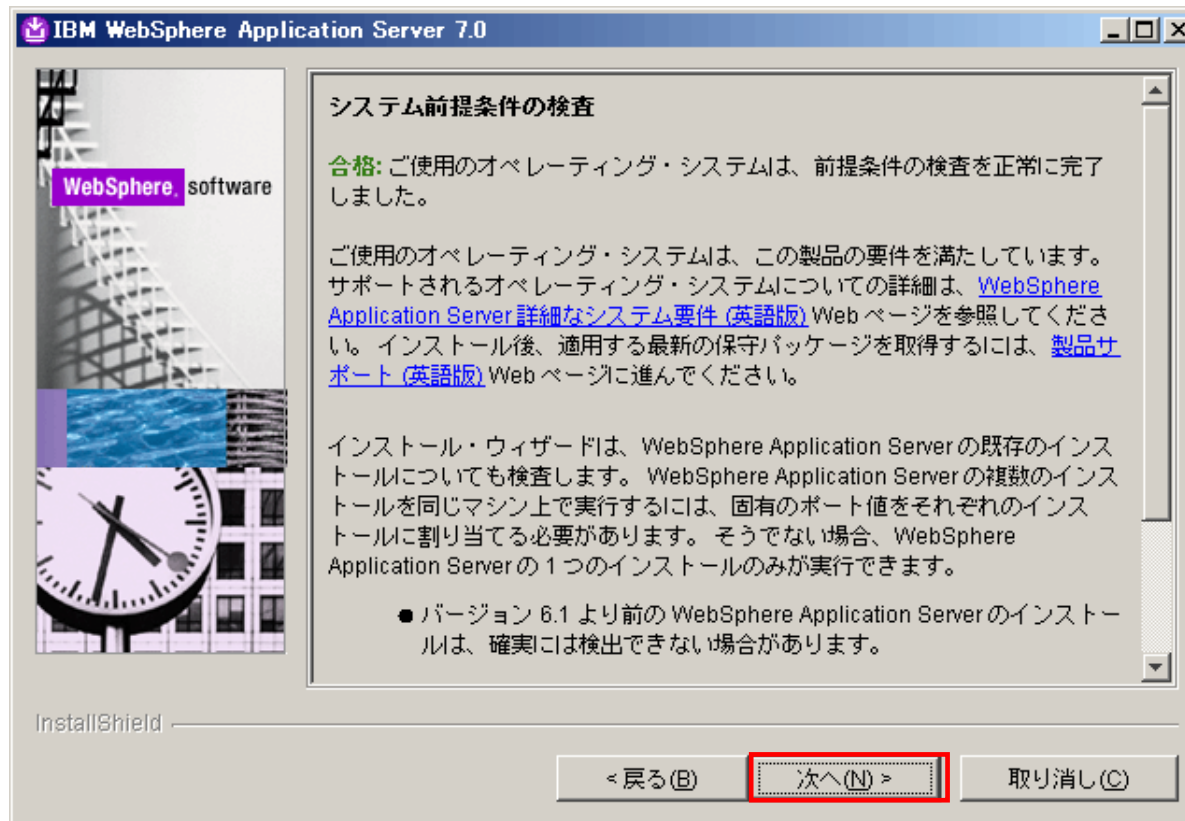 IBM WebSphere Application Server 7.0
WebSphere. software
システム前提条件の検査
合格: ご使用のオペレーティング・システムは、前提条件の検査を正常に完了
しました。
ご使用のオペレーティング・システムは、この製品の要件を満たしています。
サポートされるオペレーティング・システムについての詳細は、WebSphere
Application Server 詳細なシステム要件 (英語版) Web ページを参照してくださ
い。 インストール後、適用する最新の保守パッケージを取得するには、製品サ
ポート (英語版) Web ページに進んでください。
インストール・ウィザードは、WebSphere Application Server の既存のインス
トールについても検査します。 WebSphere Application Server の複数のインス
トールを同じマシン上で実行するには、固有のポート値をそれぞれのインス
トールに割り当てる必要があります。 そうでない場合、WebSphere
Application Server の 1 つのインストールのみが実行できます。
● バージョン 6.1 より前の WebSphere Application Server のインストー
ルは、確実には検出できない場合があります。
InstallShield
< 戻る(B) 次へ(N) > 取り消し(C)